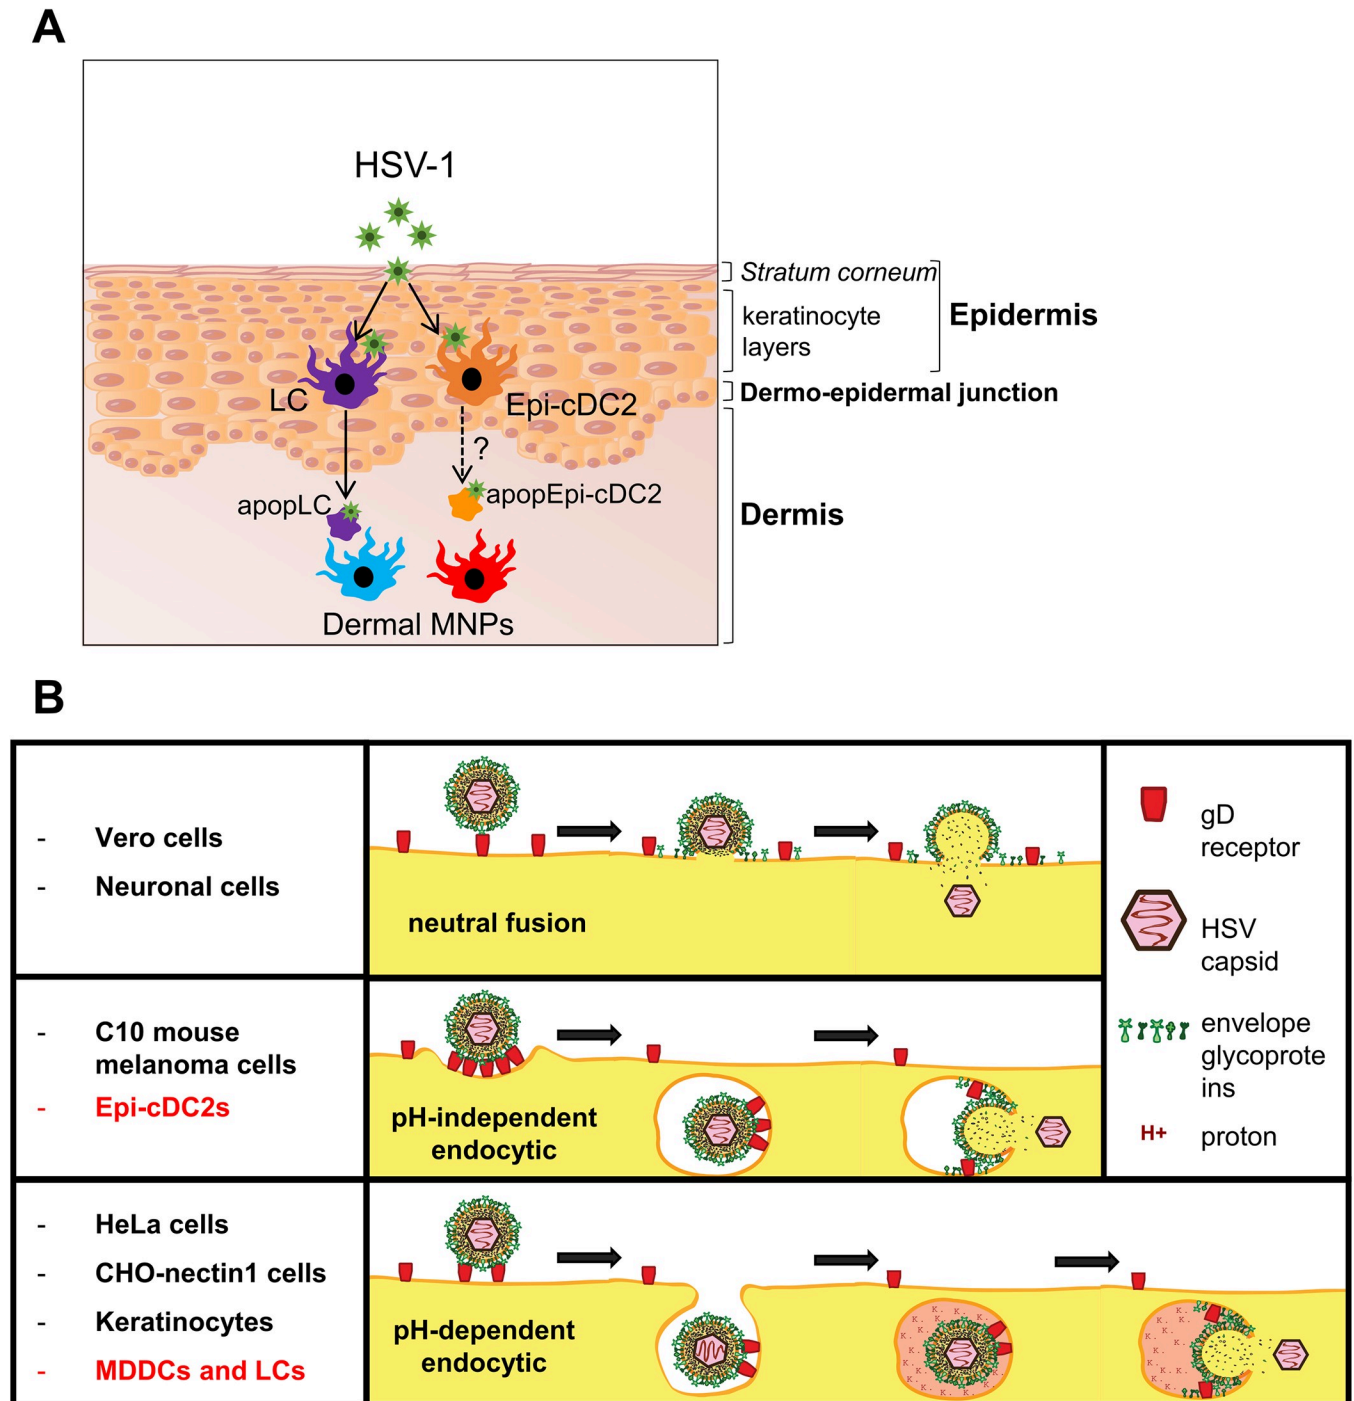 A
HSV-1
Stratum corneum
keratinocyte
layers
Epidermis
LC
Epi-cDC2
Dermo-epidermal junction
?
apopLC
apopEpi-cDC2
Dermis
Dermal MNPs
B
- Vero cells
- Neuronal cells
neutral fusion
gD
receptor
HSV
capsid
envelope
glycoprote
ins
H+ proton
- C10 mouse
melanoma cells
- Epi-cDC2s
pH-independent
endocytic
- HeLa cells
- CHO-nectin1 cells
- Keratinocytes
- MDDCs and LCs
pH-dependent
endocytic